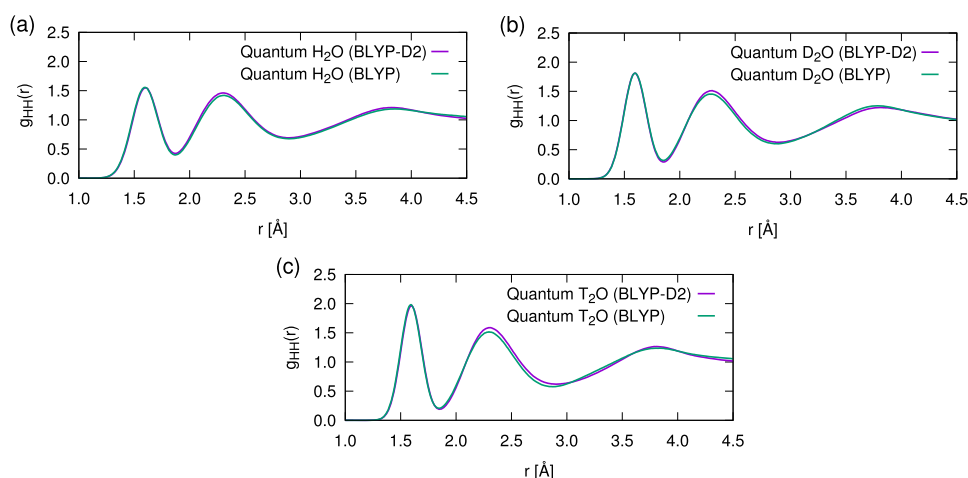 (a)
2.5
2.0
1.5
1.0
0.5
0.0
g_HH(r)
Quantum H₂O (BLYP-D2)
Quantum H₂O (BLYP)
1.0 1.5 2.0 2.5 3.0 3.5 4.0 4.5
r [Å]
(b)
2.5
2.0
1.5
1.0
0.5
0.0
g_HH(r)
Quantum D₂O (BLYP-D2)
Quantum D₂O (BLYP)
1.0 1.5 2.0 2.5 3.0 3.5 4.0 4.5
r [Å]
(c)
2.5
2.0
1.5
1.0
0.5
0.0
g_HH(r)
Quantum T₂O (BLYP-D2)
Quantum T₂O (BLYP)
1.0 1.5 2.0 2.5 3.0 3.5 4.0 4.5
r [Å]